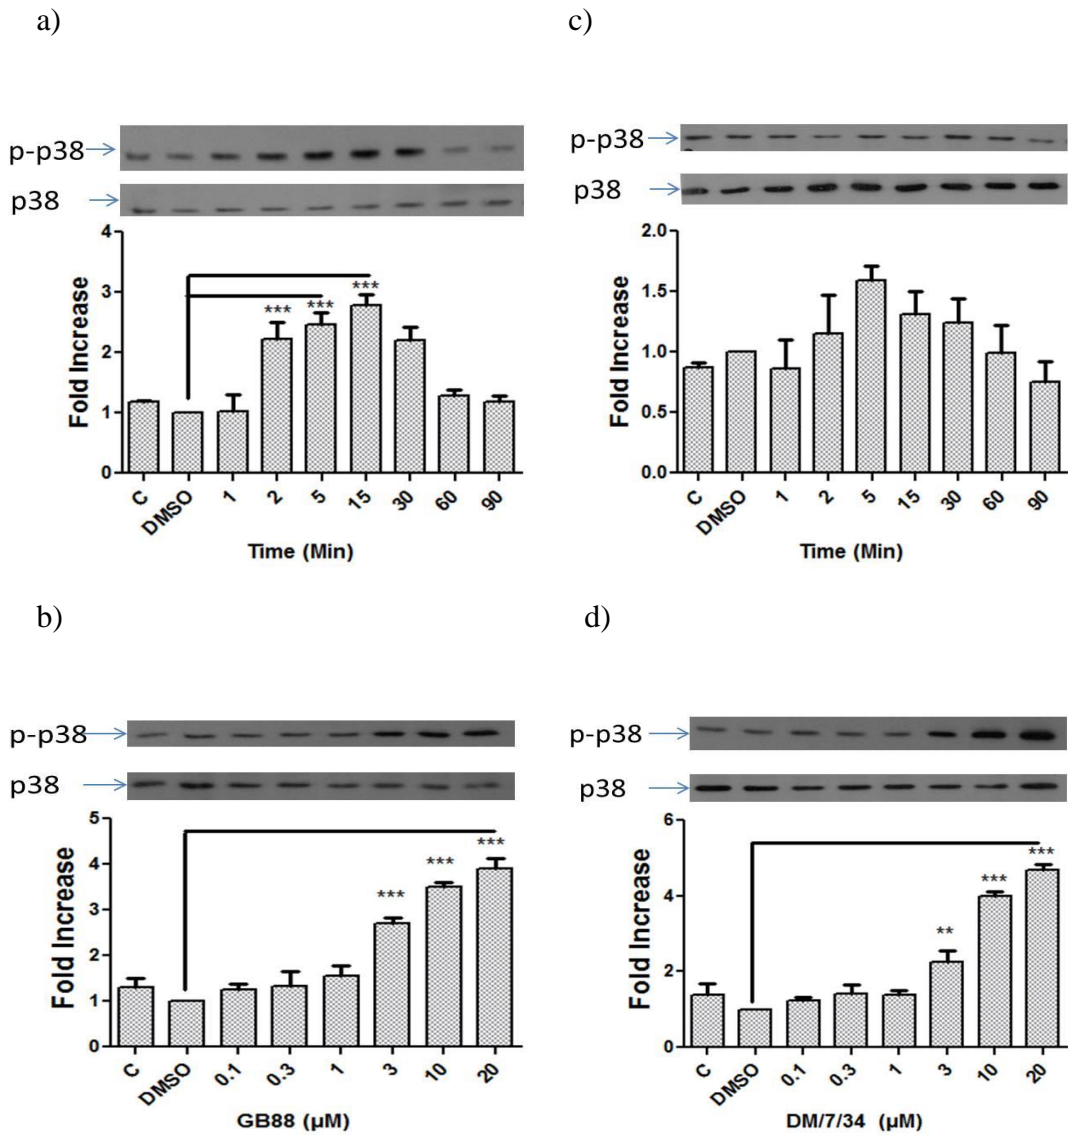 a)
p-p38
p38
Fold Increase
4
3
2
1
0
*** *** ***
C DMSO 1 2 5 15 30 60 90
Time (Min)
c)
p-p38
p38
Fold Increase
2.0
1.5
1.0
0.5
0.0
C DMSO 1 2 5 15 30 60 90
Time (Min)
b)
p-p38
p38
Fold Increase
5
4
3
2
1
0
*** *** ***
C DMSO 0.1 0.3 1 3 10 20
GB88 (µM)
d)
p-p38
p38
Fold Increase
6
4
2
0
** *** ***
C DMSO 0.1 0.3 1 3 10 20
DM/7/34 (µM)